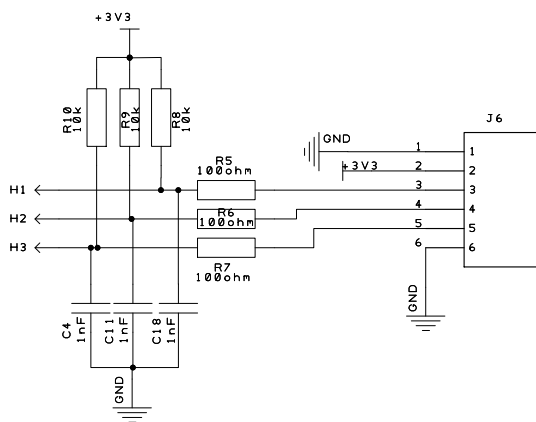 +3V3
R10
10k
R9
10k
R8
10k
J6
GND
1
1
+3V3
2
2
R5
100ohm
H1
3
3
H2
R6
100ohm
4
4
H3
5
5
R7
100ohm
6
6
C4
1nF
C11
1nF
C18
1nF
GND
GND